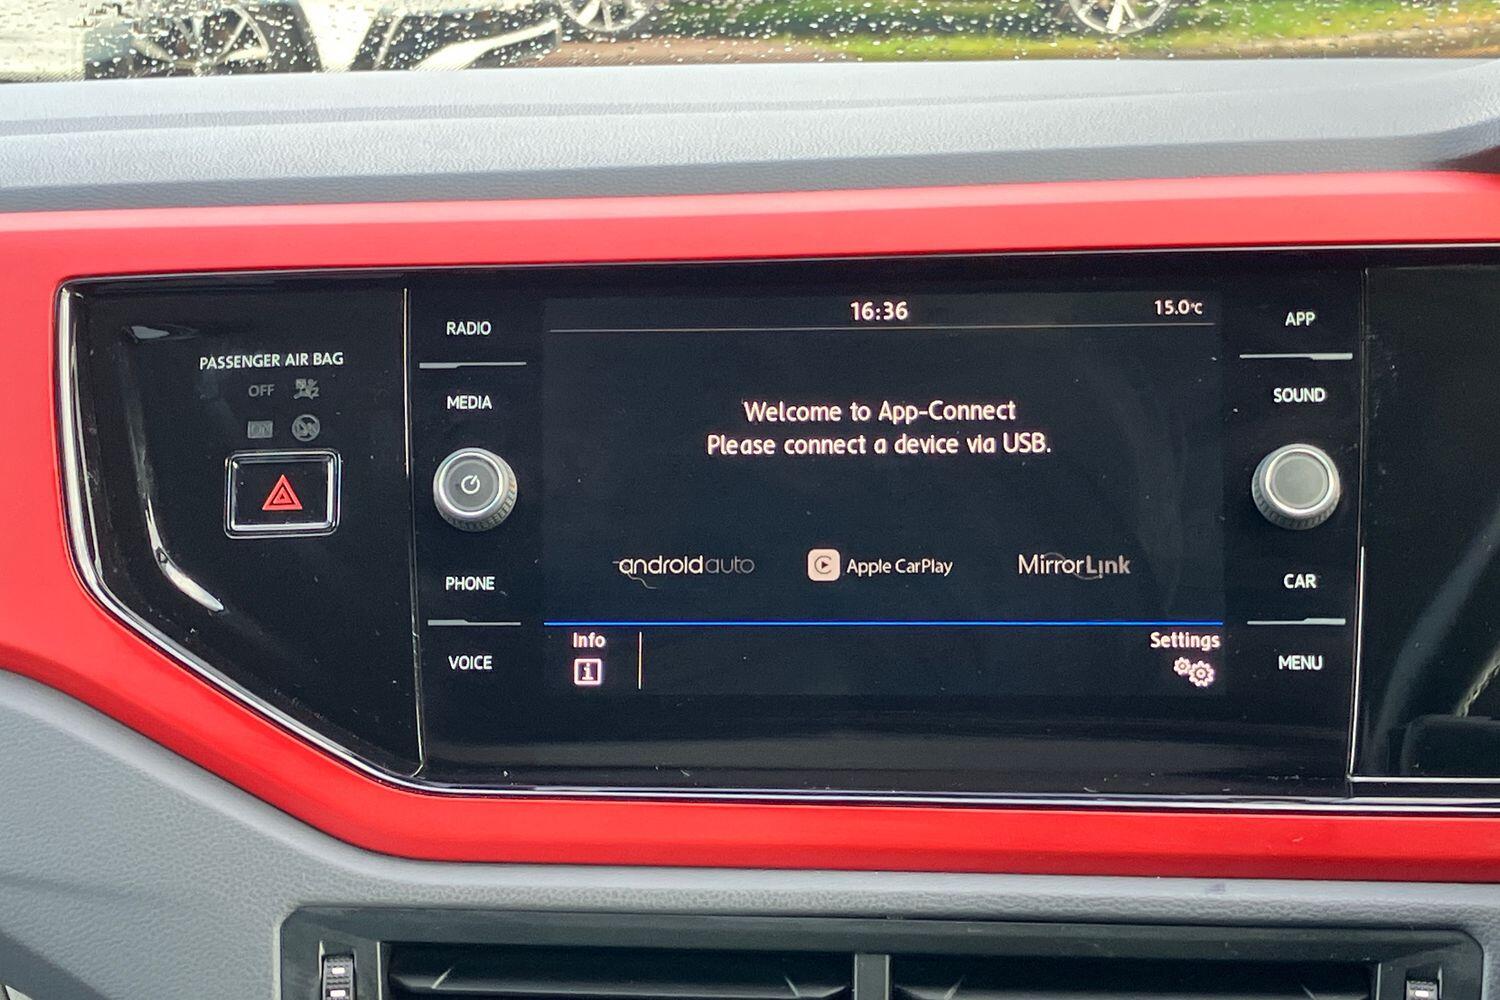 16:36
15.0°C
RADIO
APP
PASSENGER AIR BAG
OFF
ON
MEDIA
SOUND
Welcome to App-Connect
Please connect a device via USB.
androidauto
Apple CarPlay
MirrorLink
PHONE
CAR
Info
Settings
VOICE
MENU